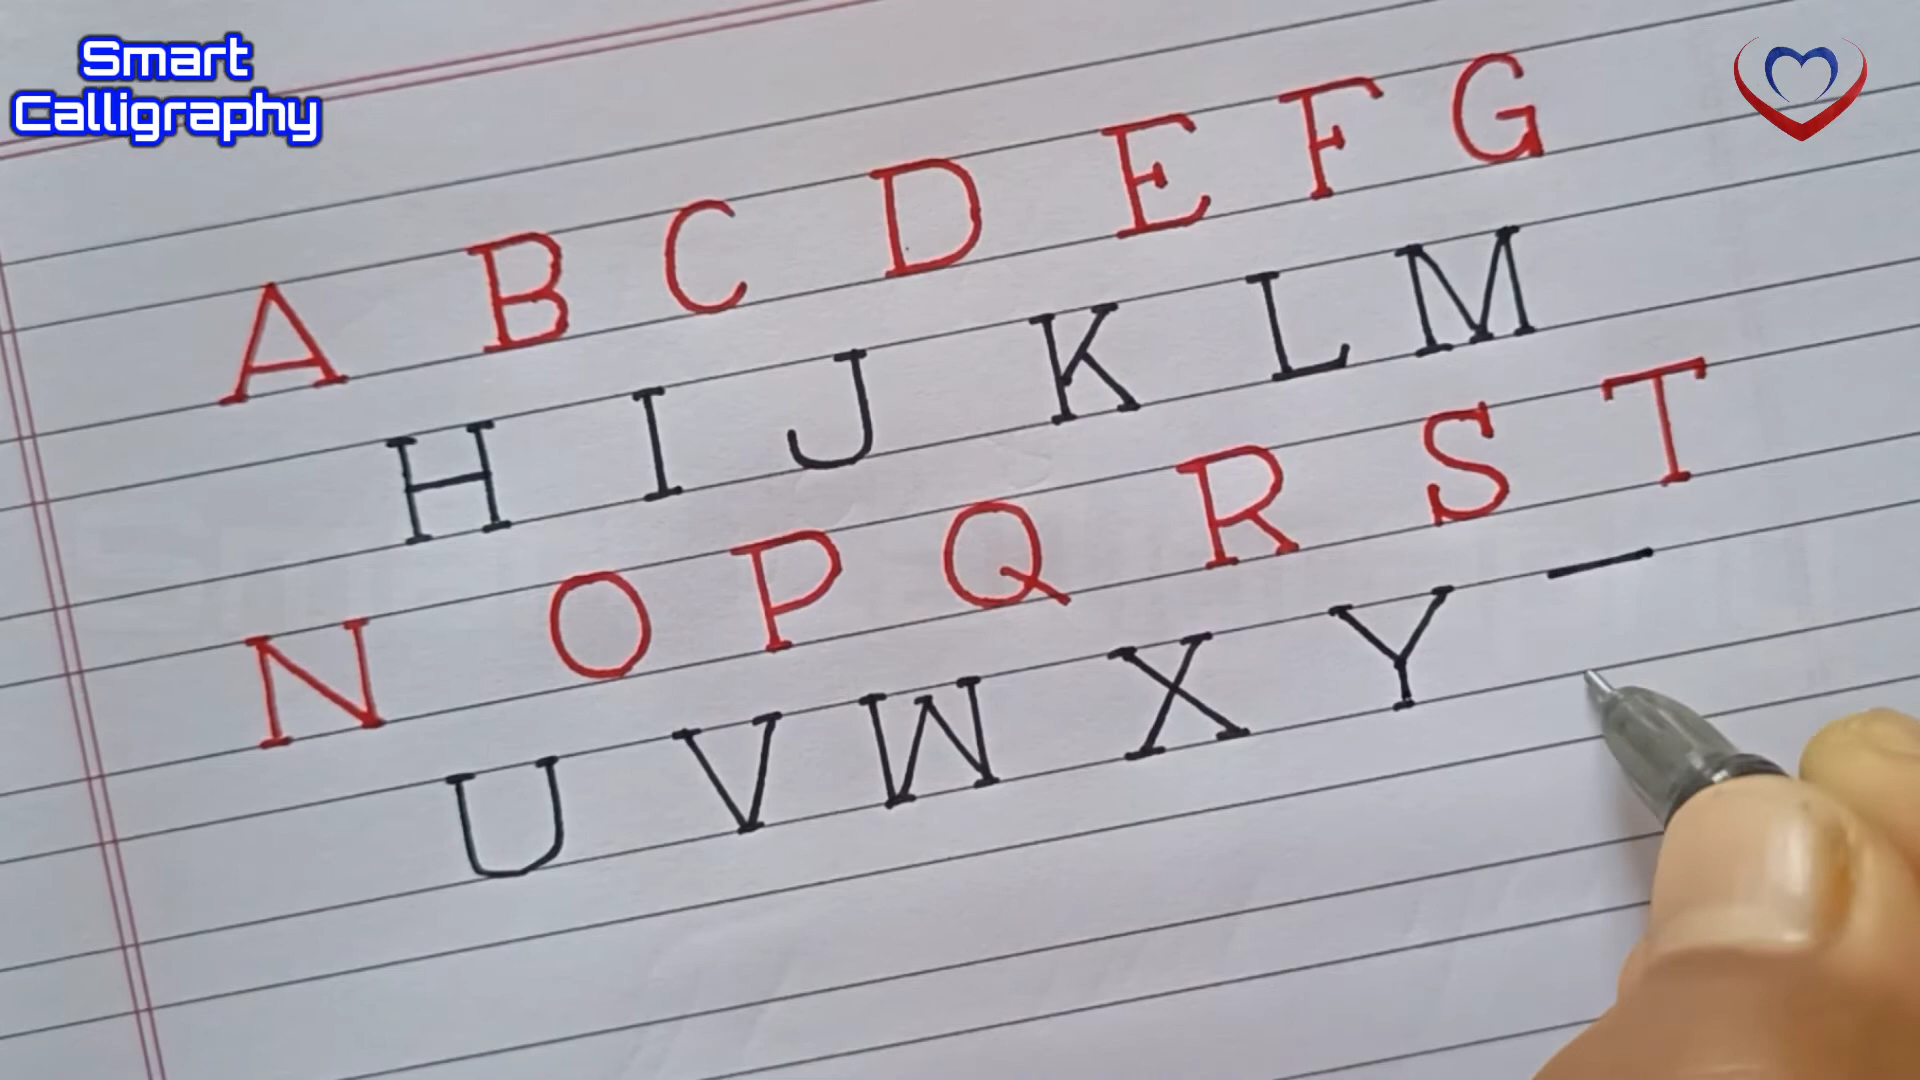 Smart
Calligraphy
A B C D E F G
H I J K L M
N O P Q R S T
U V W X Y